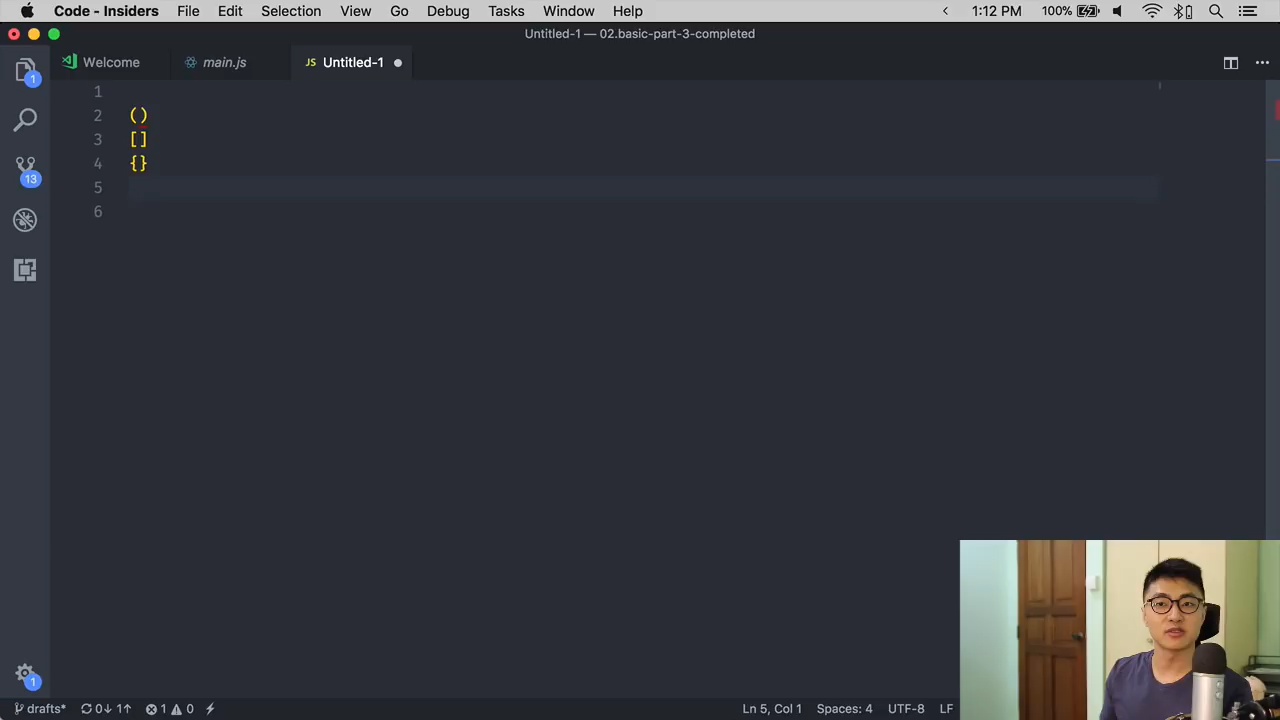 Code - Insiders File Edit Selection View Go Debug Tasks Window Help 1:12 PM 100%
Untitled-1 — 02.basic-part-3-completed
Welcome main.js JS Untitled-1
1
2 ()
3 []
4 {}
5
6
1
13
1
drafts* 0↓ 1↑ 1 0 Ln 5, Col 1 Spaces: 4 UTF-8 LF